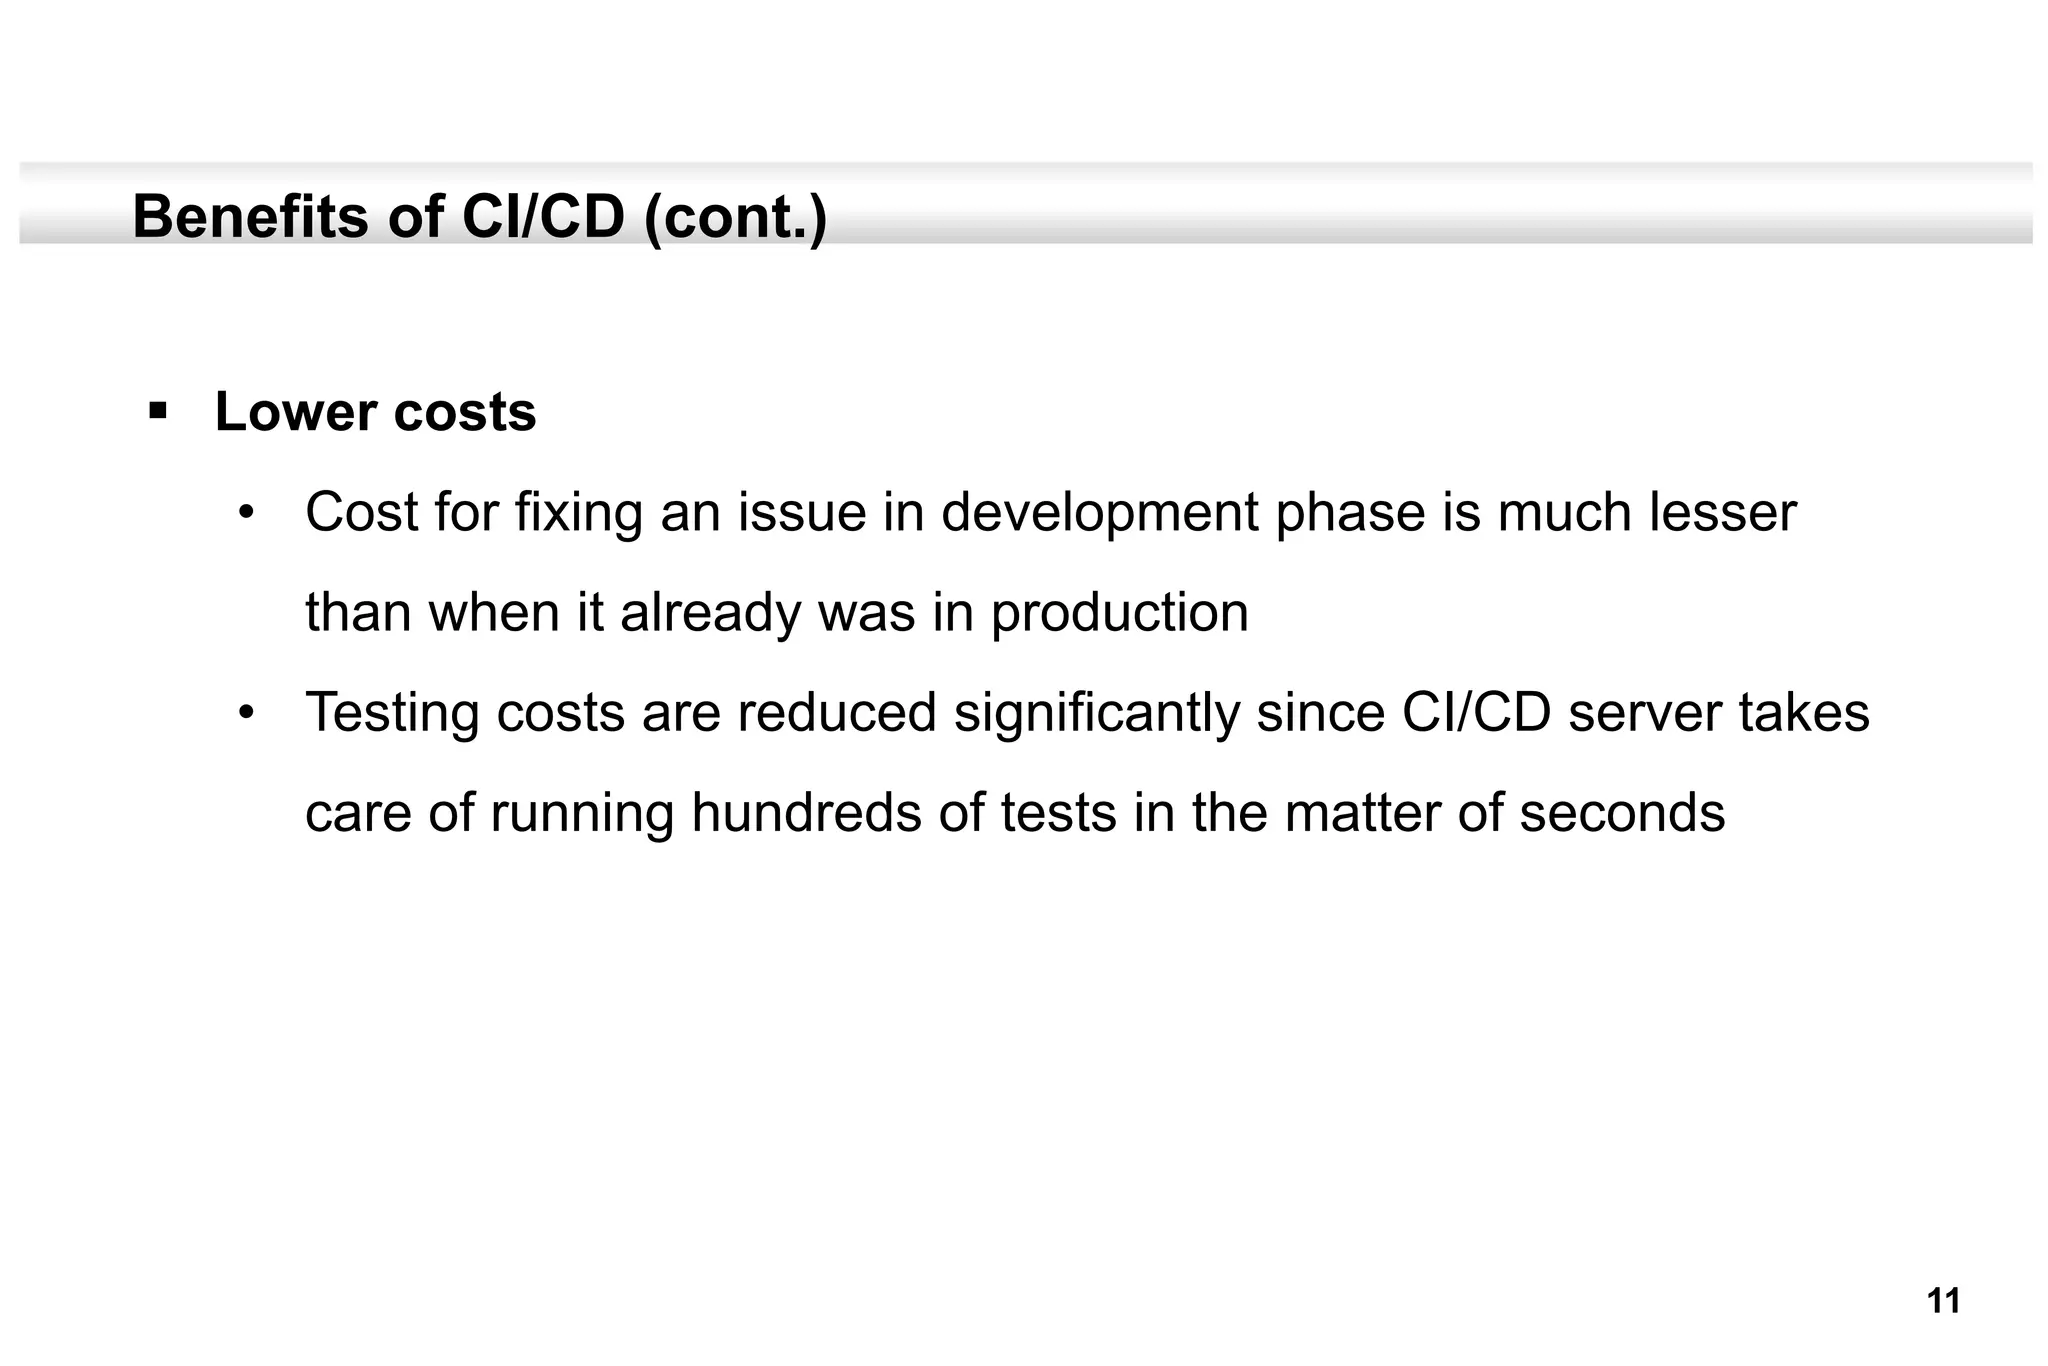 Benefits of CI/CD (cont.)
▪ Lower costs
• Cost for fixing an issue in development phase is much lesser
than when it already was in production
• Testing costs are reduced significantly since CI/CD server takes
care of running hundreds of tests in the matter of seconds
11